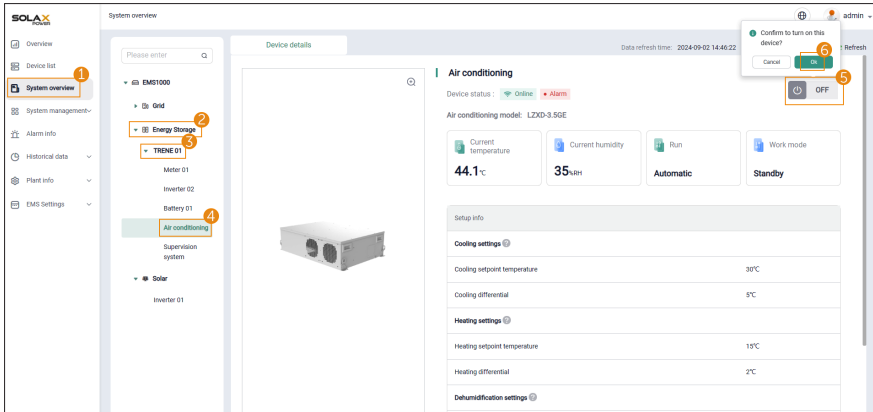 SOLAX
POWER
System overview
admin
Overview
Device list
System overview
System management
Alarm info
Historical data
Plant info
EMS Settings
1
Please enter
EMS1000
Grid
2
Energy Storage
3
TRENE 01
Meter 01
Inverter 02
Battery 01
4
Air conditioning
Supervision
system
Solar
Inverter 01
Device details
Data refresh time: 2024-09-02 14:46:22
Refresh
Confirm to turn on this
device?
6
Cancel
Ok
5
OFF
Air conditioning
Device status : Online Alarm
Air conditioning model: LZXD-3.5GE
Current
temperature
44.1℃
Current humidity
35%RH
Run
Automatic
Work mode
Standby
Setup info
Cooling settings ?
Cooling setpoint temperature 30℃
Cooling differential 5℃
Heating settings ?
Heating setpoint temperature 15℃
Heating differential 2℃
Dehumidification settings ?